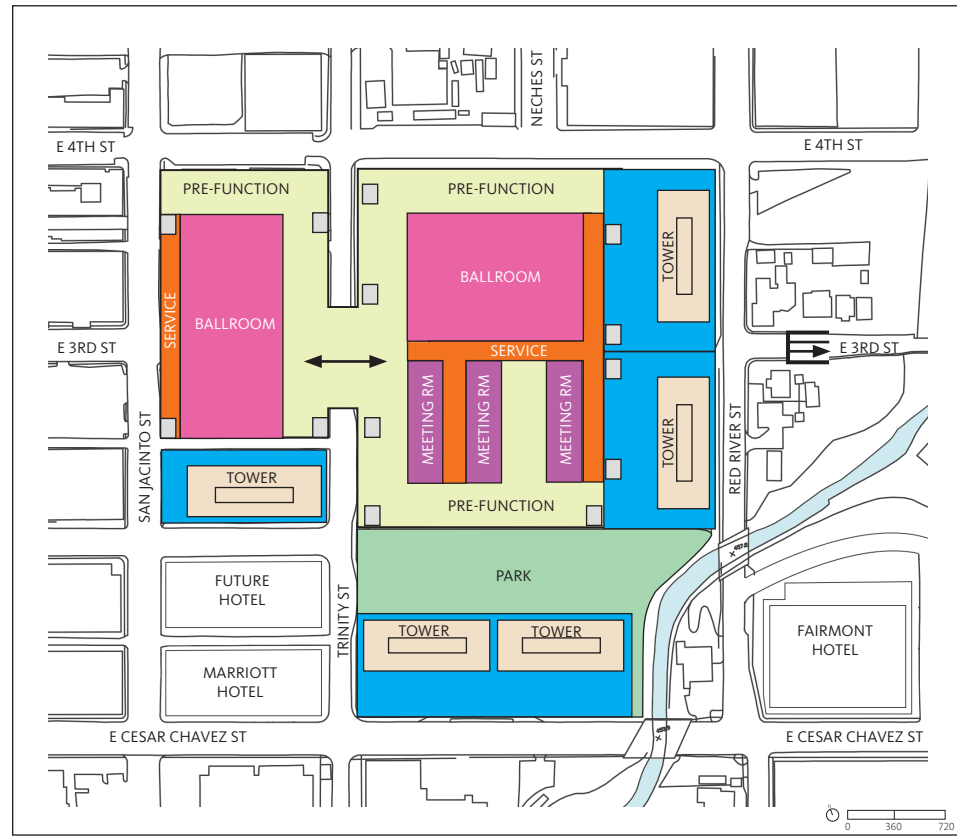 NECHES ST
E 4TH ST
E 4TH ST
PRE-FUNCTION
PRE-FUNCTION
TOWER
BALLROOM
BALLROOM
SERVICE
E 3RD ST
SERVICE
E 3RD ST
MEETING RM
MEETING RM
MEETING RM
TOWER
SAN JACINTO ST
RED RIVER ST
TOWER
PRE-FUNCTION
PARK
TRINITY ST
FUTURE
HOTEL
TOWER
TOWER
FAIRMONT
HOTEL
MARRIOTT
HOTEL
E CESAR CHAVEZ ST
E CESAR CHAVEZ ST
N
0 360 720